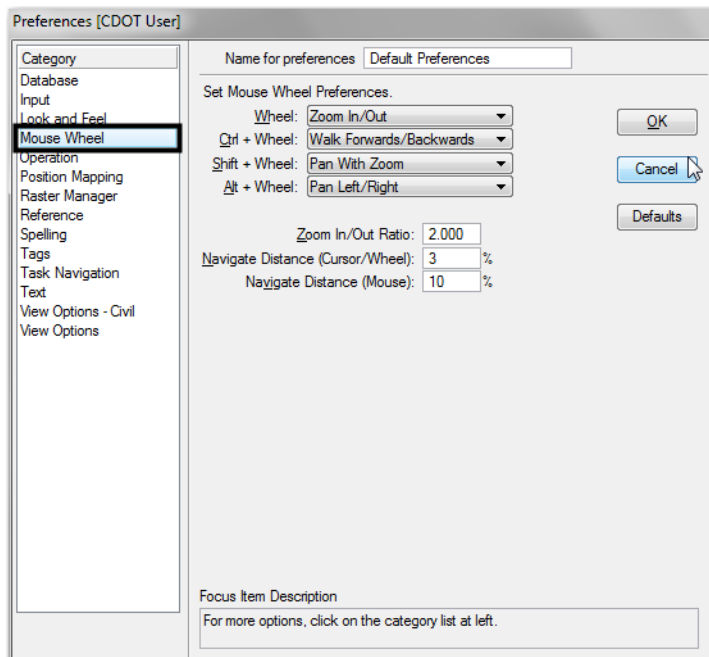 Preferences [CDOT User]
Category
Database
Input
Look and Feel
Mouse Wheel
Operation
Position Mapping
Raster Manager
Reference
Spelling
Tags
Task Navigation
Text
View Options - Civil
View Options
Name for preferences Default Preferences
Set Mouse Wheel Preferences.
Wheel: Zoom In/Out
Ctrl + Wheel: Walk Forwards/Backwards
Shift + Wheel: Pan With Zoom
Alt + Wheel: Pan Left/Right
Zoom In/Out Ratio: 2.000
Navigate Distance (Cursor/Wheel): 3 %
Navigate Distance (Mouse): 10 %
OK
Cancel
Defaults
Focus Item Description
For more options, click on the category list at left.